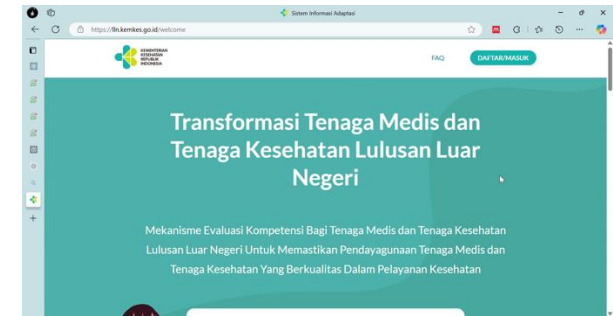 Sistem Informasi Adaptasi
https://lln.kemkes.go.id/welcome
KEMENTERIAN
KESEHATAN
REPUBLIK
INDONESIA
FAQ
DAFTAR/MASUK
Transformasi Tenaga Medis dan
Tenaga Kesehatan Lulusan Luar
Negeri
Mekanisme Evaluasi Kompetensi Bagi Tenaga Medis dan Tenaga Kesehatan
Lulusan Luar Negeri Untuk Memastikan Pendayagunaan Tenaga Medis dan
Tenaga Kesehatan Yang Berkualitas Dalam Pelayanan Kesehatan